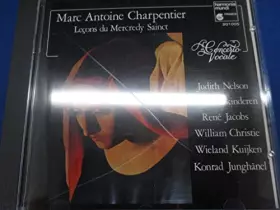 Marc Antoine Charpentier
Leçons du Mercredy Sainct
harmonia
mundi
Concerto
Vocale
Judith Nelson
Kinderen
René Jacobs
William Christie
Wieland Kuijken
Konrad Junghänel